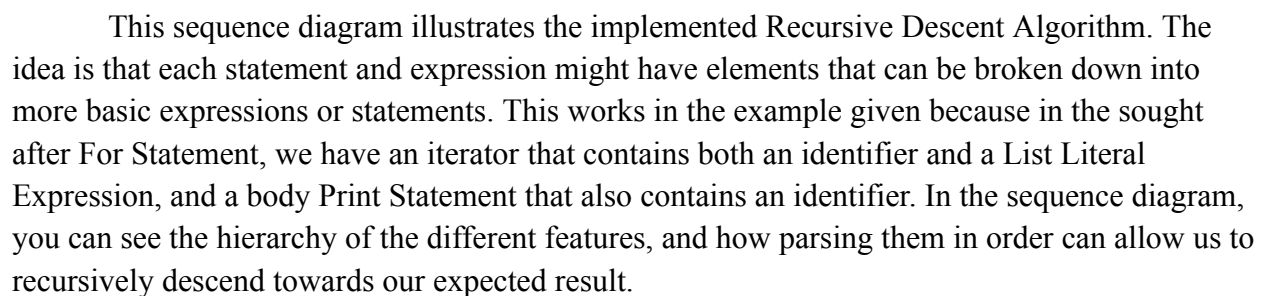 This sequence diagram illustrates the implemented Recursive Descent Algorithm. The
idea is that each statement and expression might have elements that can be broken down into
more basic expressions or statements. This works in the example given because in the sought
after For Statement, we have an iterator that contains both an identifier and a List Literal
Expression, and a body Print Statement that also contains an identifier. In the sequence diagram,
you can see the hierarchy of the different features, and how parsing them in order can allow us to
recursively descend towards our expected result.